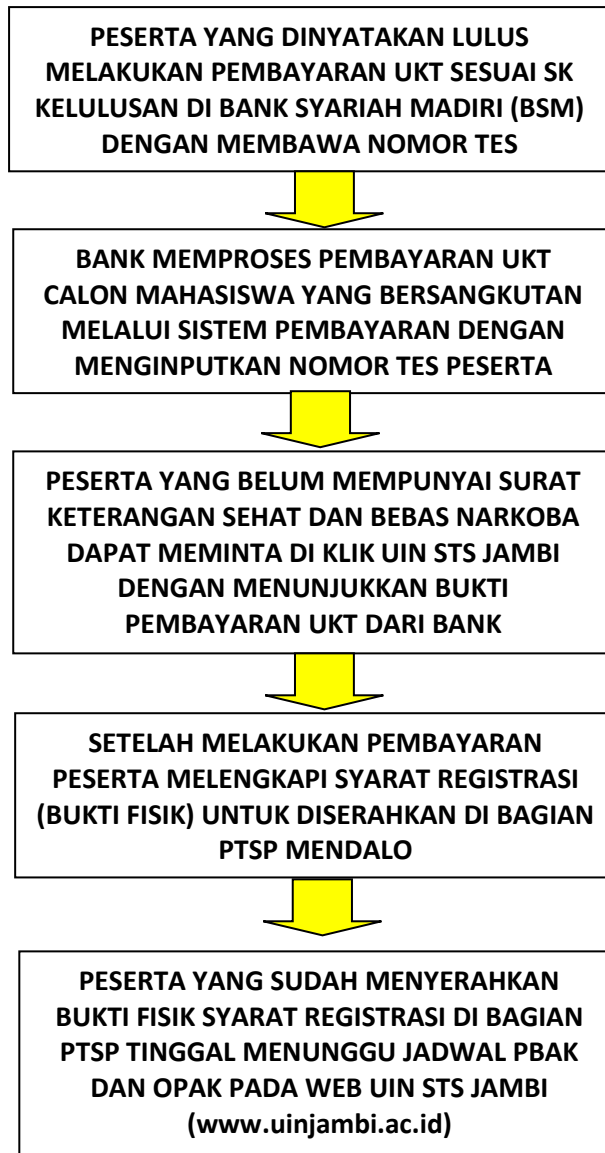 PESERTA YANG DINYATAKAN LULUS
MELAKUKAN PEMBAYARAN UKT SESUAI SK
KELULUSAN DI BANK SYARIAH MADIRI (BSM)
DENGAN MEMBAWA NOMOR TES
BANK MEMPROSES PEMBAYARAN UKT
CALON MAHASISWA YANG BERSANGKUTAN
MELALUI SISTEM PEMBAYARAN DENGAN
MENGINPUTKAN NOMOR TES PESERTA
PESERTA YANG BELUM MEMPUNYAI SURAT
KETERANGAN SEHAT DAN BEBAS NARKOBA
DAPAT MEMINTA DI KLIK UIN STS JAMBI
DENGAN MENUNJUKKAN BUKTI
PEMBAYARAN UKT DARI BANK
SETELAH MELAKUKAN PEMBAYARAN
PESERTA MELENGKAPI SYARAT REGISTRASI
(BUKTI FISIK) UNTUK DISERAHKAN DI BAGIAN
PTSP MENDALO
PESERTA YANG SUDAH MENYERAHKAN
BUKTI FISIK SYARAT REGISTRASI DI BAGIAN
PTSP TINGGAL MENUNGGU JADWAL PBAK
DAN OPAK PADA WEB UIN STS JAMBI
(www.uinjambi.ac.id)